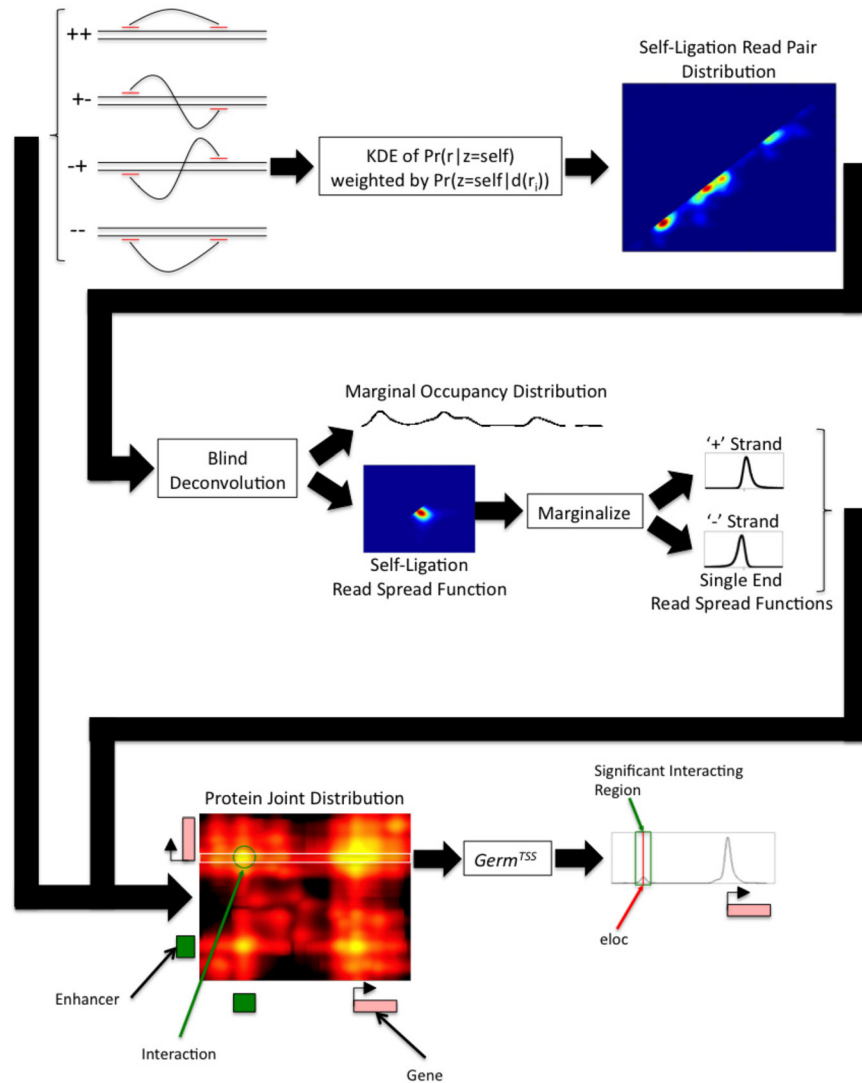 ++
+-
-+
--
KDE of Pr(r|z=self)
weighted by Pr(z=self|d(rᵢ))
Self-Ligation Read Pair
Distribution
Blind
Deconvolution
Marginal Occupancy Distribution
Self-Ligation
Read Spread Function
Marginalize
‘+’ Strand
‘-’ Strand
Single End
Read Spread Functions
Protein Joint Distribution
Enhancer
Interaction
Gene
Germᵀˢˢ
Significant Interacting
Region
eloc